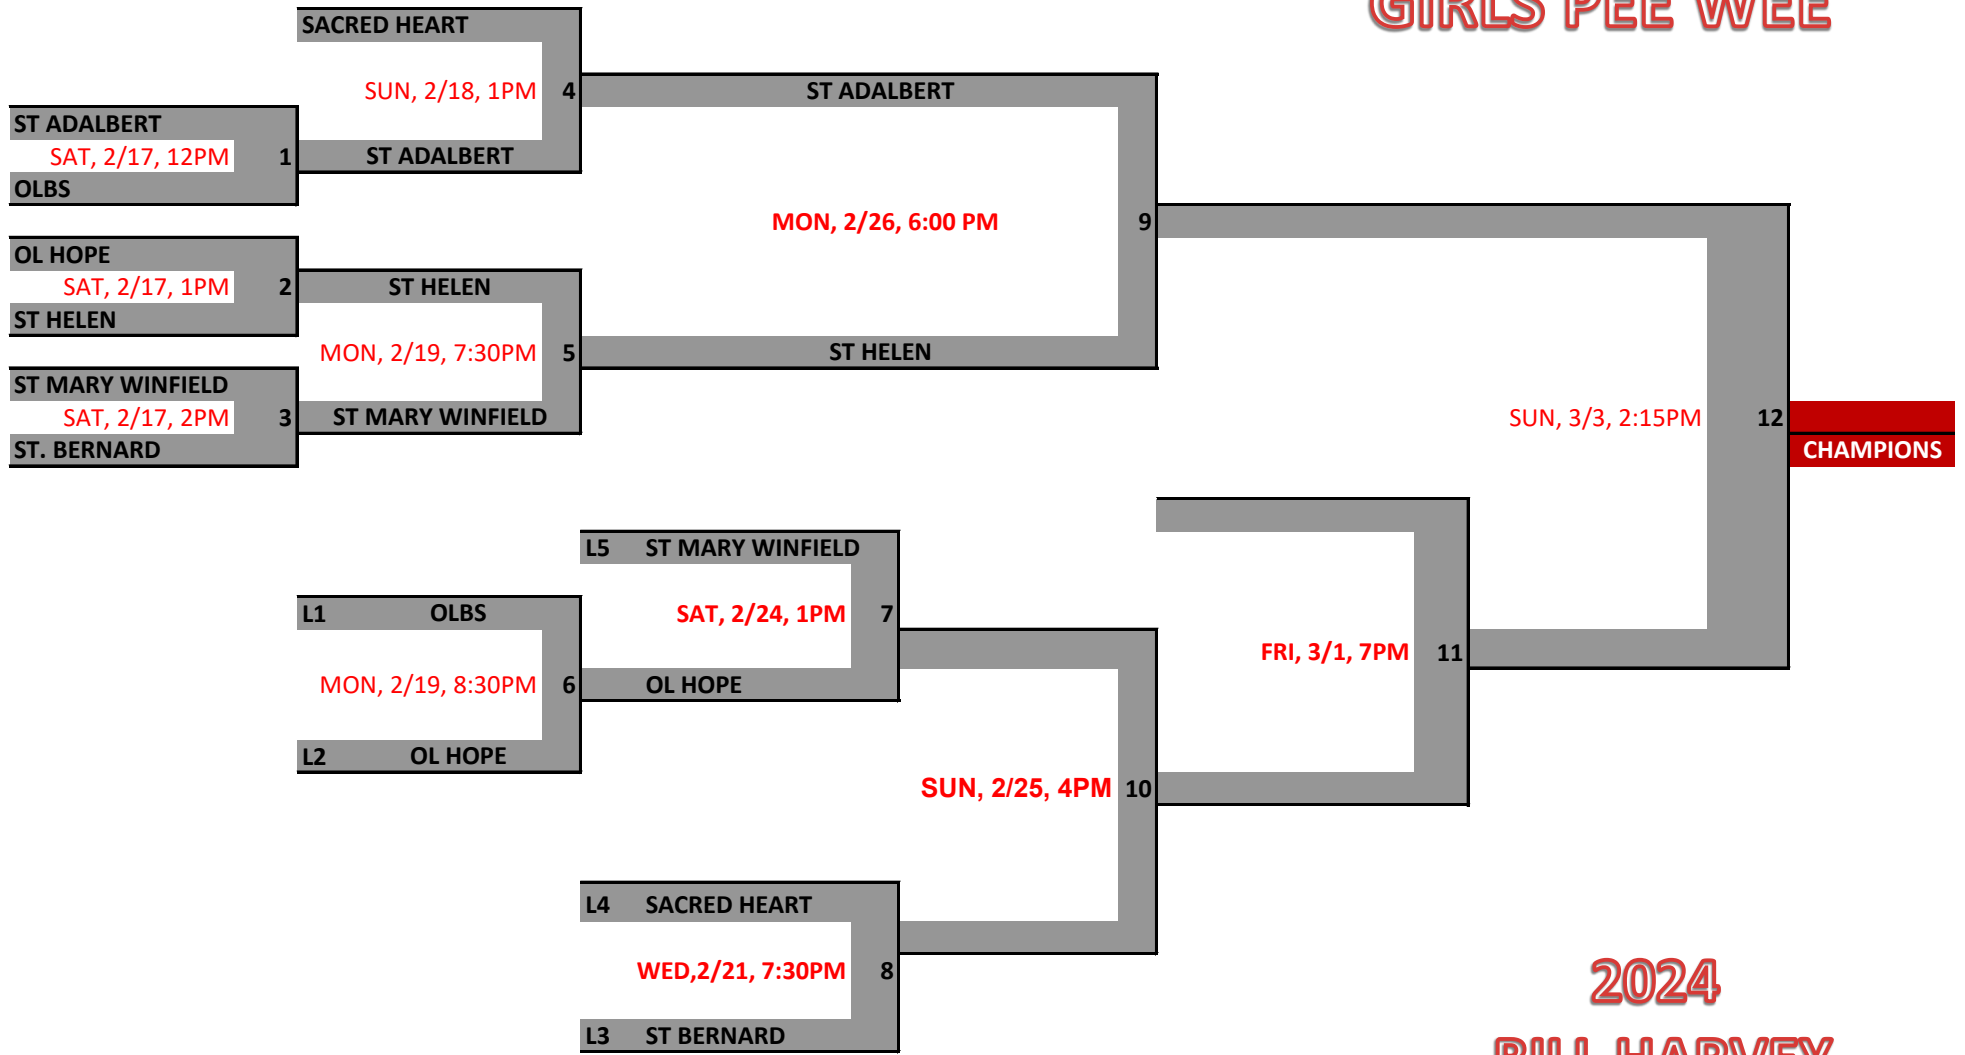 GIRLS PEE WEE
SACRED HEART
SUN, 2/18, 1PM 4
ST ADALBERT
ST ADALBERT
SAT, 2/17, 12PM 1
ST ADALBERT
OLBS
MON, 2/26, 6:00 PM 9
OL HOPE
SAT, 2/17, 1PM 2
ST HELEN
ST HELEN
MON, 2/19, 7:30PM 5
ST HELEN
ST MARY WINFIELD
SAT, 2/17, 2PM 3
ST MARY WINFIELD
ST. BERNARD
SUN, 3/3, 2:15PM 12
CHAMPIONS
L5 ST MARY WINFIELD
L1 OLBS
SAT, 2/24, 1PM 7
FRI, 3/1, 7PM 11
MON, 2/19, 8:30PM 6
OL HOPE
L2 OL HOPE
SUN, 2/25, 4PM 10
L4 SACRED HEART
WED,2/21, 7:30PM 8
L3 ST BERNARD
2024
BILL HARVEY